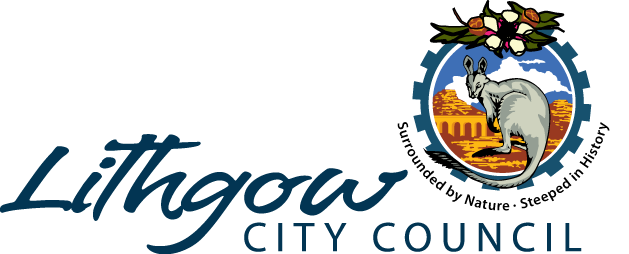 Surrounded by Nature · Steeped in History
Lithgow
CITY COUNCIL